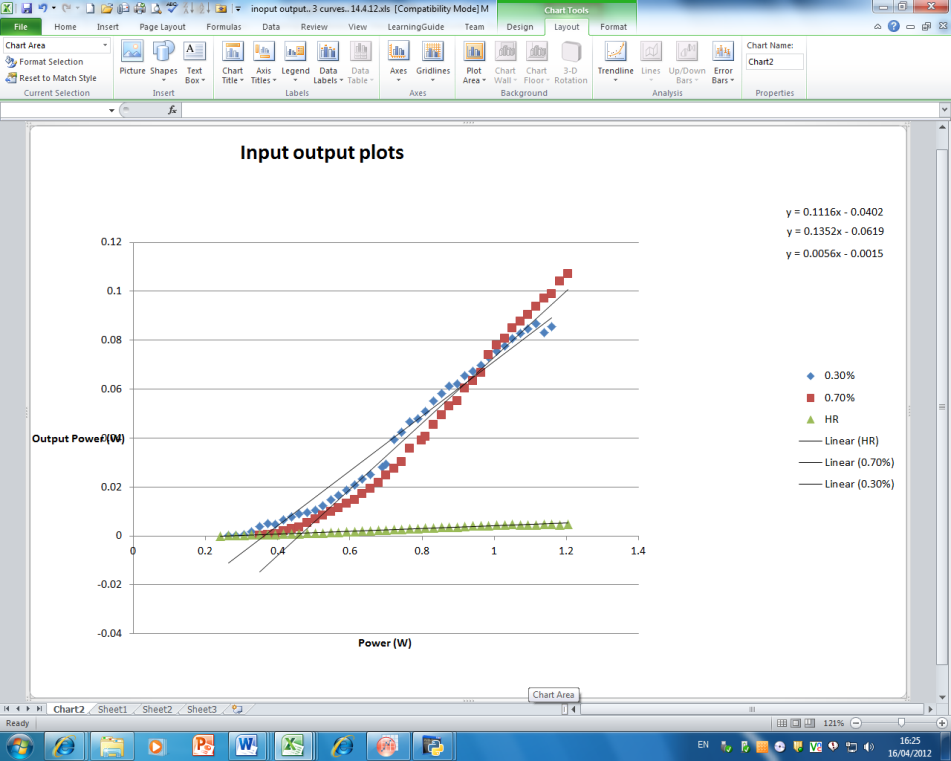 inoput output.. 3 curves.. 14.4.12.xls [Compatibility Mode] M
Chart Tools
File Home Insert Page Layout Formulas Data Review View LearningGuide Team Design Layout Format
Chart Area
Format Selection
Reset to Match Style
Current Selection
Picture Shapes Text Box
Insert
Chart Title Axis Titles Legend Data Labels Data Table
Labels
Axes Gridlines
Axes
Plot Area Chart Wall Chart Floor 3-D Rotation
Background
Trendline Lines Up/Down Bars Error Bars
Analysis
Chart Name:
Chart2
Properties
fx
Input output plots
y = 0.1116x - 0.0402
y = 0.1352x - 0.0619
y = 0.0056x - 0.0015
0.12
0.1
0.08
0.06
0.04
Output Power (W)
0.02
0
-0.02
-0.04
0 0.2 0.4 0.6 0.8 1 1.2 1.4
Power (W)
0.30%
0.70%
HR
Linear (HR)
Linear (0.70%)
Linear (0.30%)
Chart Area
Chart2 Sheet1 Sheet2 Sheet3
Ready
121%
EN
16:25
16/04/2012